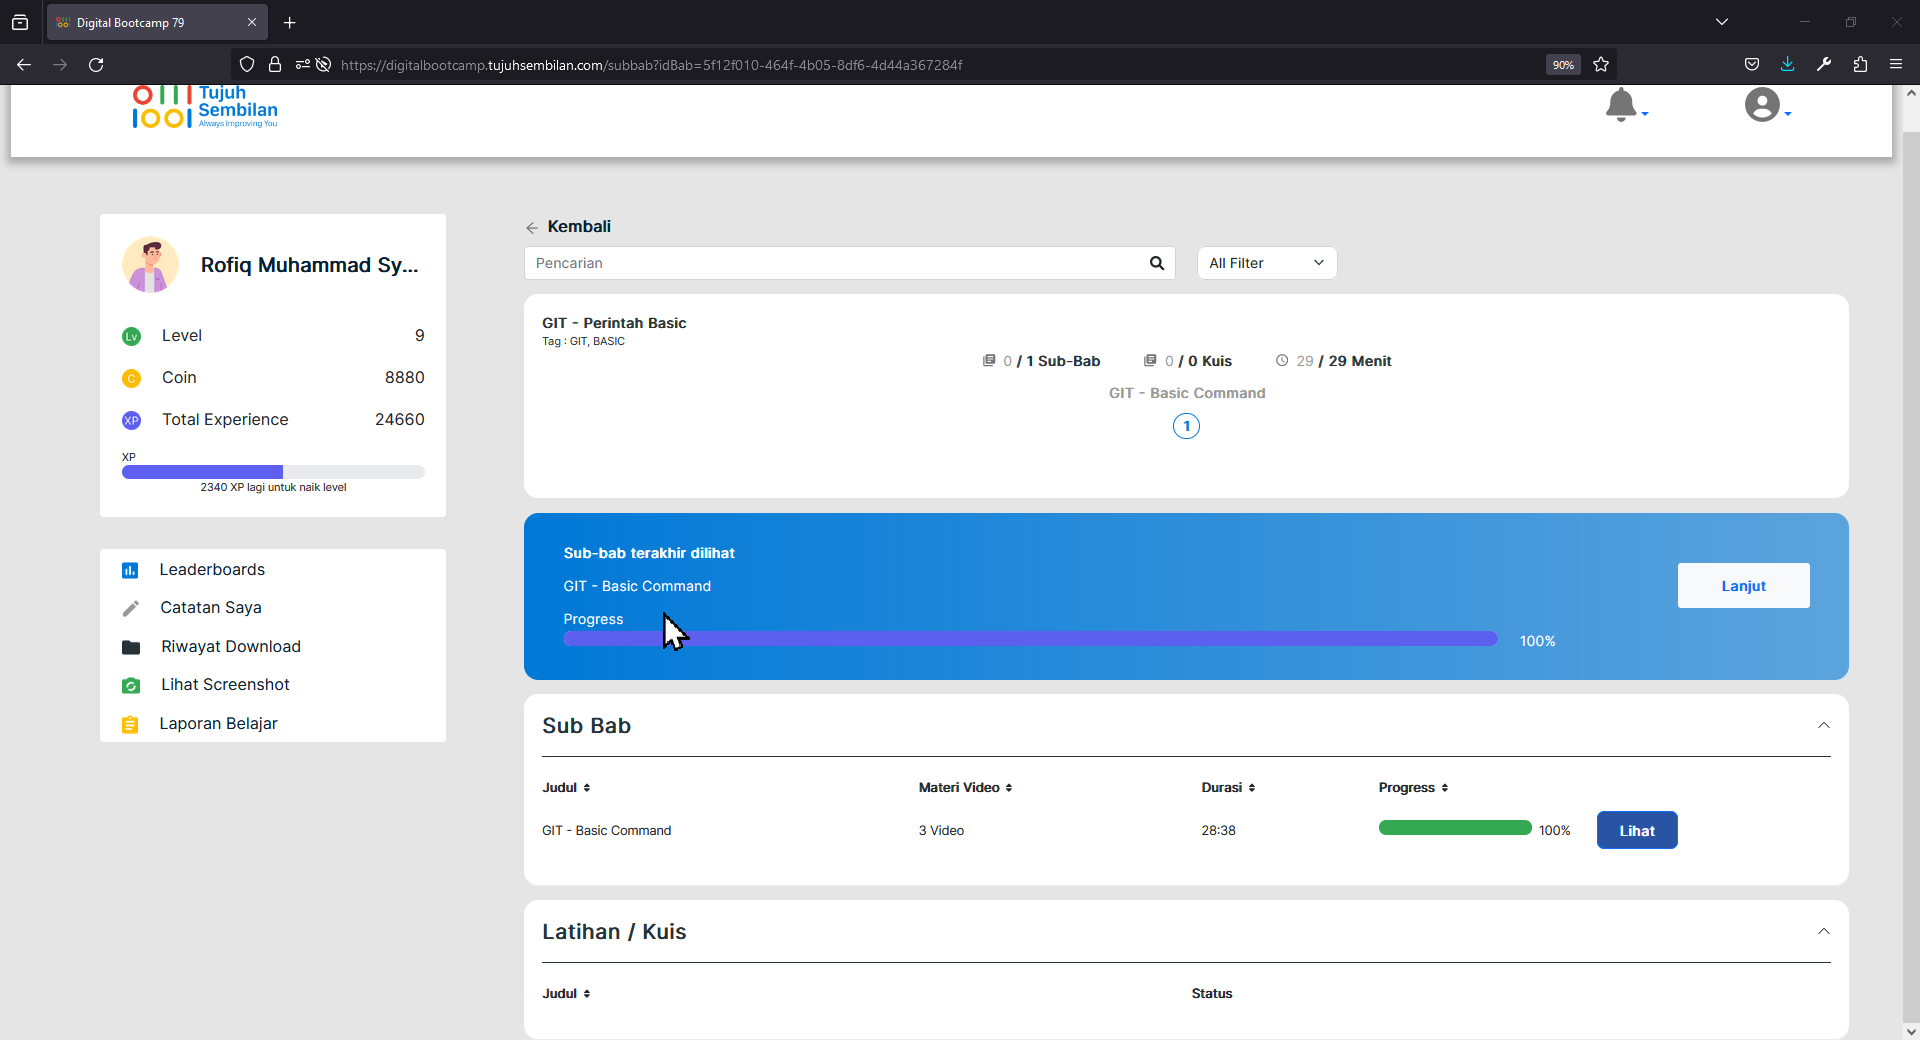 Digital Bootcamp 79
https://digitalbootcamp.tujuhsembilan.com/subbab?idBab=5f12f010-464f-4b05-8df6-4d44a367284f
90%
Tujuh
Sembilan
Always Improving You
Rofiq Muhammad Sy...
Lv Level 9
C Coin 8880
XP Total Experience 24660
XP
2340 XP lagi untuk naik level
Leaderboards
Catatan Saya
Riwayat Download
Lihat Screenshot
Laporan Belajar
Kembali
Pencarian
All Filter
GIT - Perintah Basic
Tag : GIT, BASIC
0 / 1 Sub-Bab 0 / 0 Kuis 29 / 29 Menit
GIT - Basic Command
1
Sub-bab terakhir dilihat
GIT - Basic Command
Lanjut
Progress
100%
Sub Bab
Judul Materi Video Durasi Progress
GIT - Basic Command 3 Video 28:38 100% Lihat
Latihan / Kuis
Judul Status